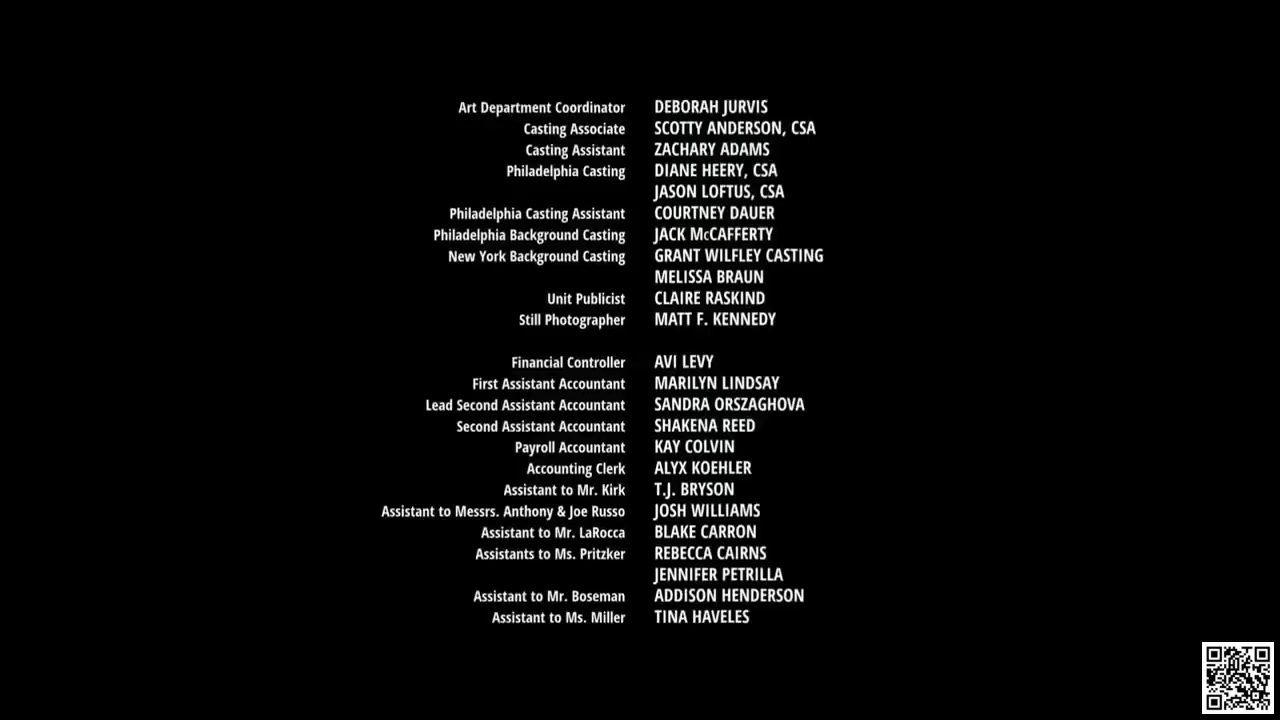 Art Department Coordinator DEBORAH JURVIS
Casting Associate SCOTTY ANDERSON, CSA
Casting Assistant ZACHARY ADAMS
Philadelphia Casting DIANE HEERY, CSA
JASON LOFTUS, CSA
Philadelphia Casting Assistant COURTNEY DAUER
Philadelphia Background Casting JACK McCAFFERTY
New York Background Casting GRANT WILFLEY CASTING
MELISSA BRAUN
Unit Publicist CLAIRE RASKIND
Still Photographer MATT F. KENNEDY
Financial Controller AVI LEVY
First Assistant Accountant MARILYN LINDSAY
Lead Second Assistant Accountant SANDRA ORSZAGHOVA
Second Assistant Accountant SHAKENA REED
Payroll Accountant KAY COLVIN
Accounting Clerk ALYX KOEHLER
Assistant to Mr. Kirk T.J. BRYSON
Assistant to Messrs. Anthony & Joe Russo JOSH WILLIAMS
Assistant to Mr. LaRocca BLAKE CARRON
Assistants to Ms. Pritzker REBECCA CAIRNS
JENNIFER PETRILLA
Assistant to Mr. Boseman ADDISON HENDERSON
Assistant to Ms. Miller TINA HAVELES